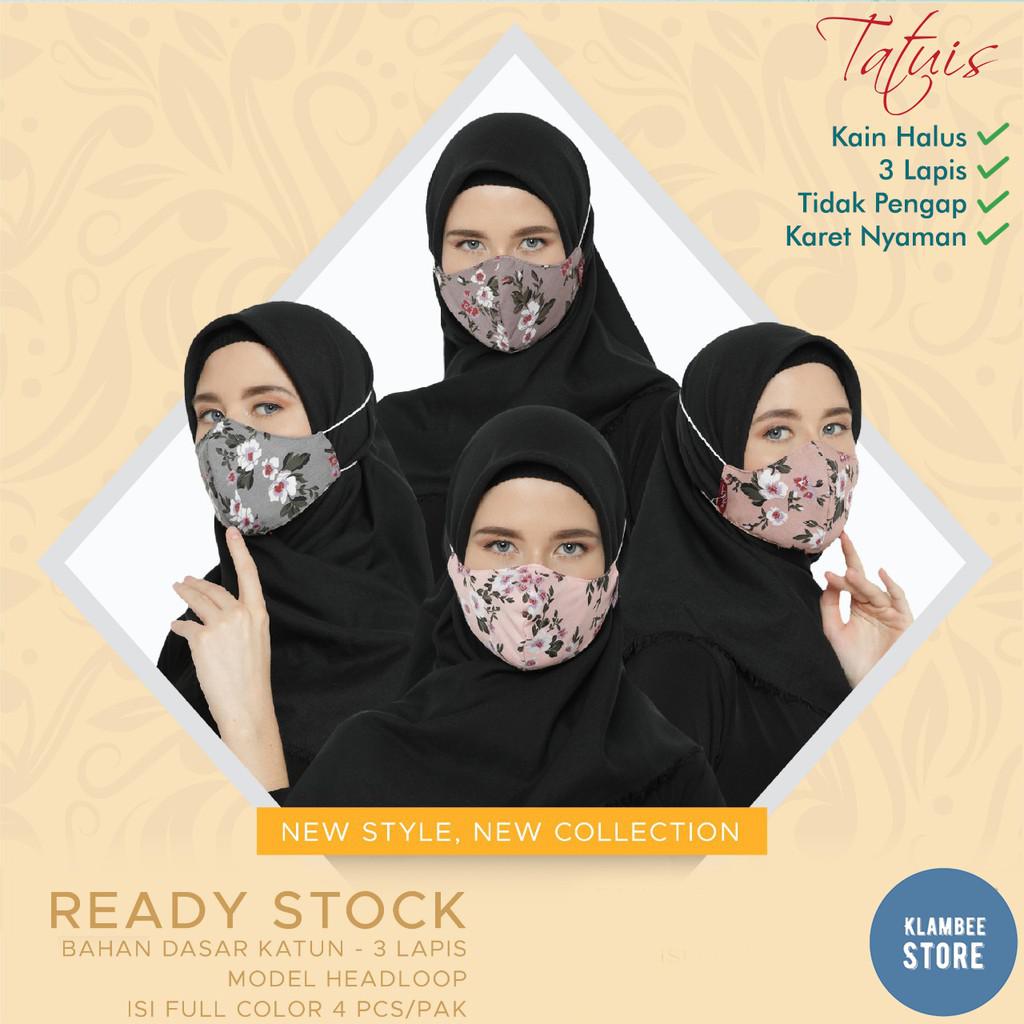 Tatuis
Kain Halus
3 Lapis
Tidak Pengap
Karet Nyaman
NEW STYLE, NEW COLLECTION
READY STOCK
BAHAN DASAR KATUN - 3 LAPIS
MODEL HEADLOOP
ISI FULL COLOR 4 PCS/PAK
KLAMBEE
STORE